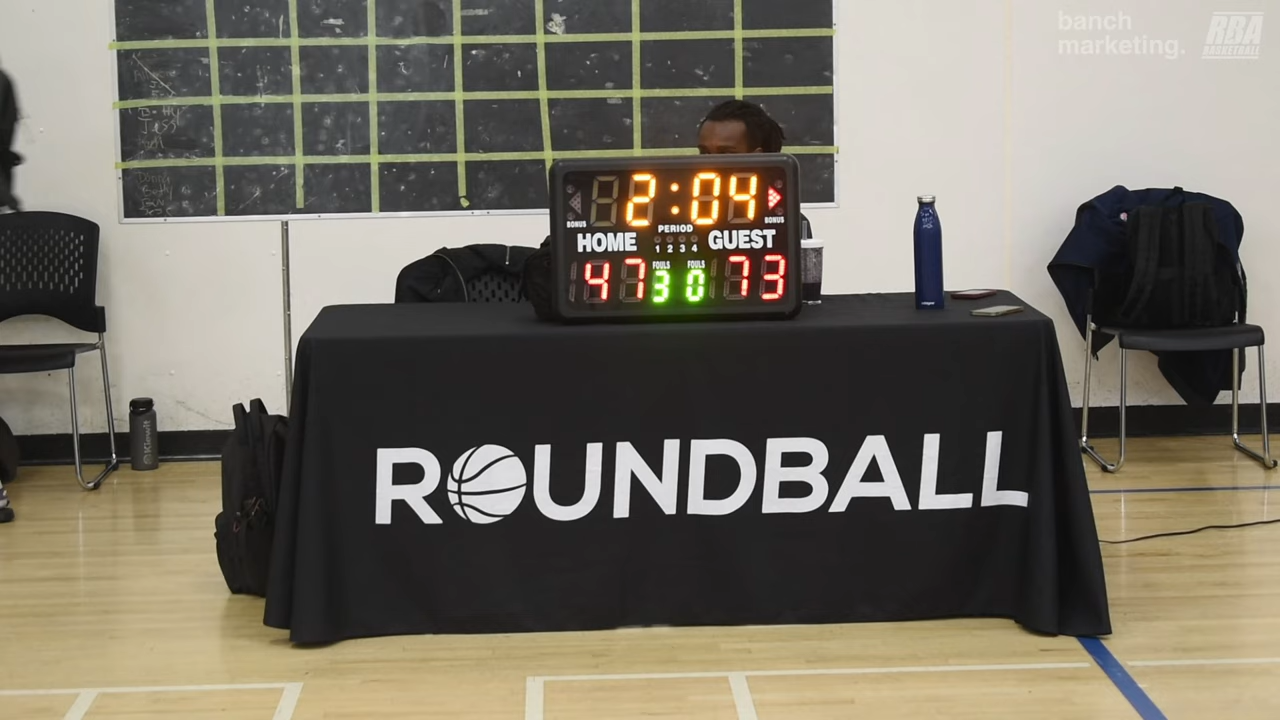 banch
marketing.
RBA
BASKETBALL
2:04
BONUS
BONUS
PERIOD
HOME
1 2 3 4
GUEST
FOULS
FOULS
47
3
0
73
Kiewit
ROUNDBALL